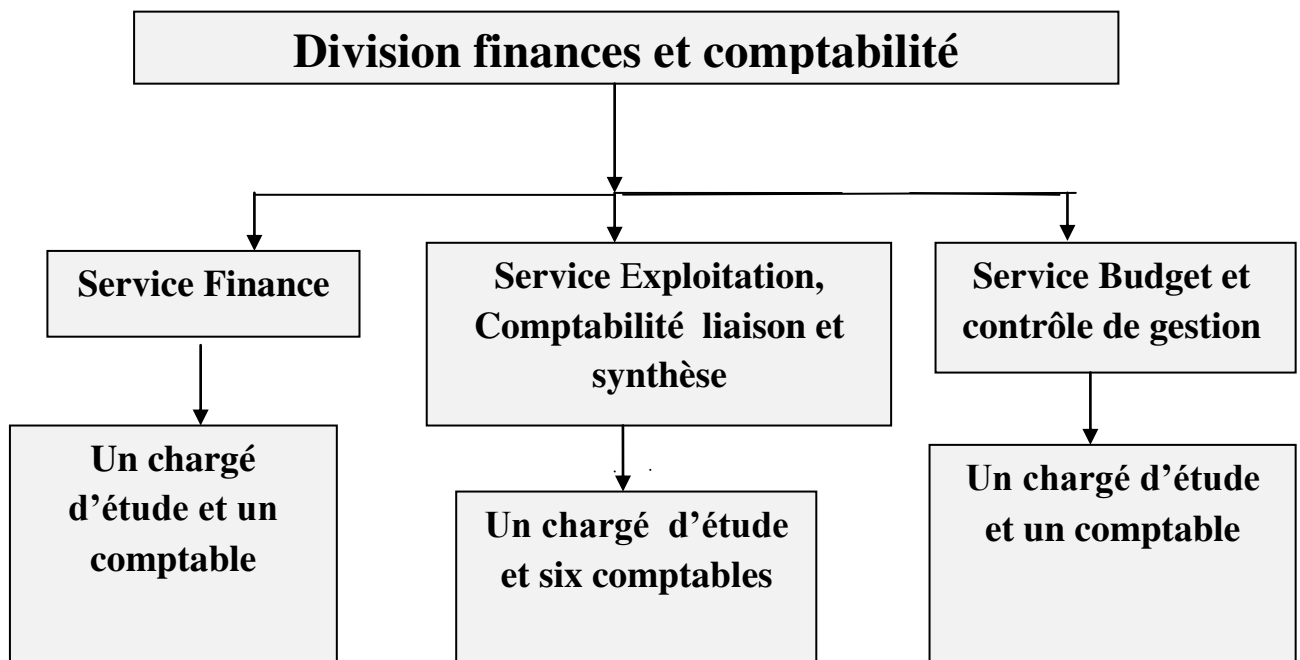 Division finances et comptabilité
Service Finance
Service Exploitation,
Comptabilité liaison et
synthèse
Service Budget et
contrôle de gestion
Un chargé
d’étude et un
comptable
Un chargé d’étude
et six comptables
Un chargé d’étude
et un comptable